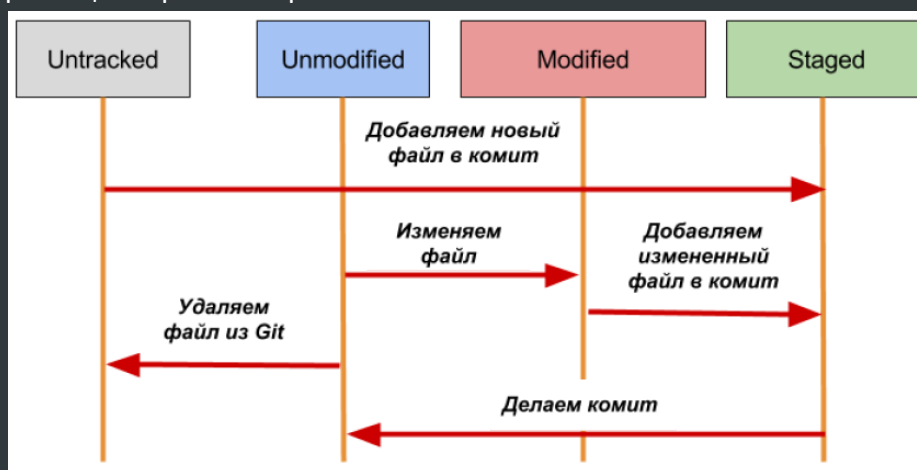 Untracked
Unmodified
Modified
Staged
Добавляем новый
файл в комит
Изменяем
файл
Добавляем
измененный
файл в комит
Удаляем
файл из Git
Делаем комит